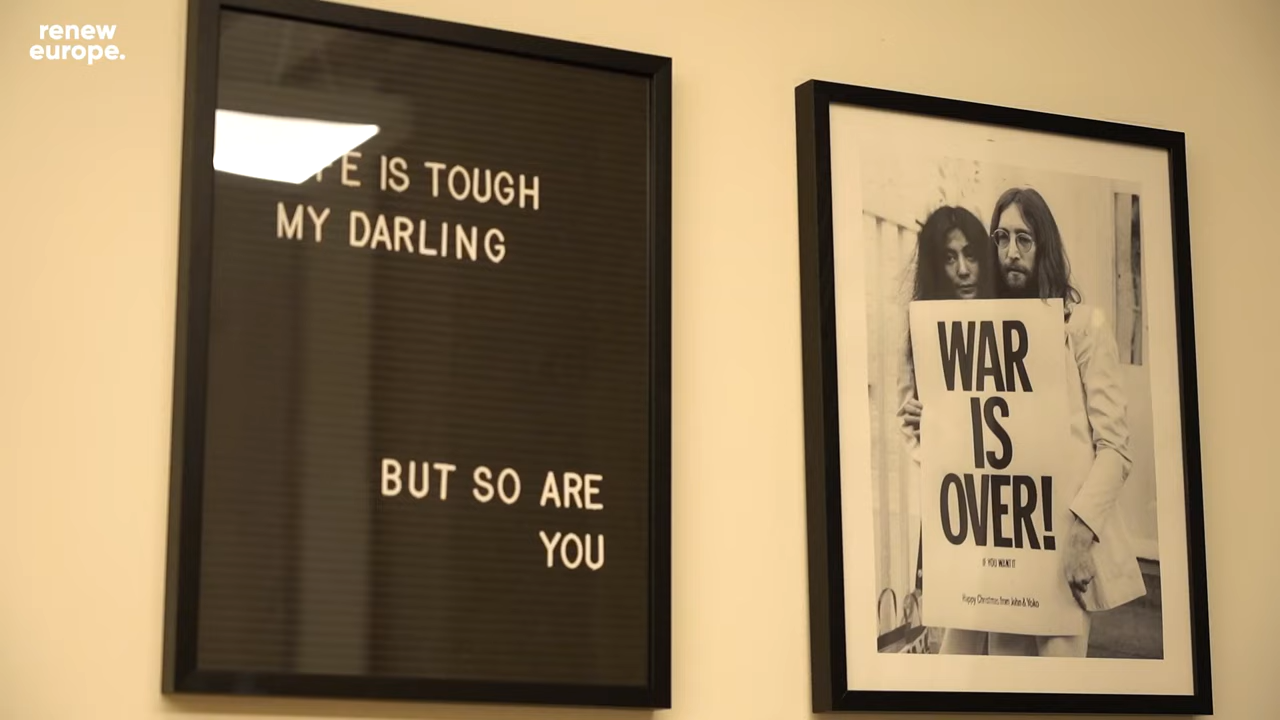 renew
europe.
FE IS TOUGH
MY DARLING
BUT SO ARE
YOU
WAR
IS
OVER!
IF YOU WANT IT
Happy Christmas from John & Yoko